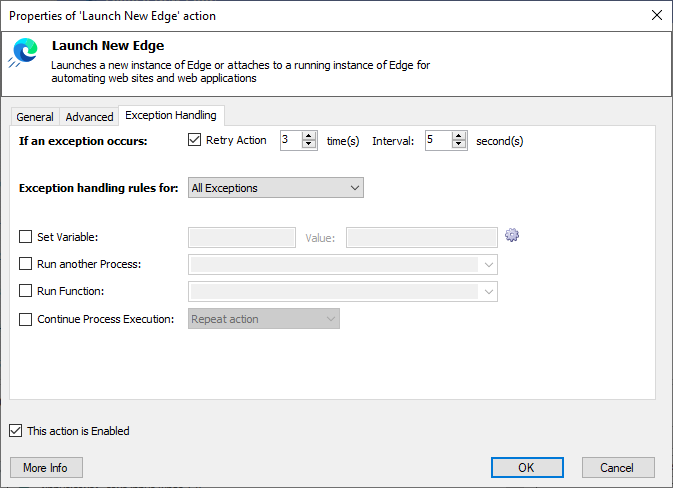 Properties of 'Launch New Edge' action
Launch New Edge
Launches a new instance of Edge or attaches to a running instance of Edge for
automating web sites and web applications
General Advanced Exception Handling
If an exception occurs: Retry Action 3 time(s) Interval: 5 second(s)
Exception handling rules for: All Exceptions
Set Variable: Value:
Run another Process:
Run Function:
Continue Process Execution: Repeat action
This action is Enabled
More Info OK Cancel